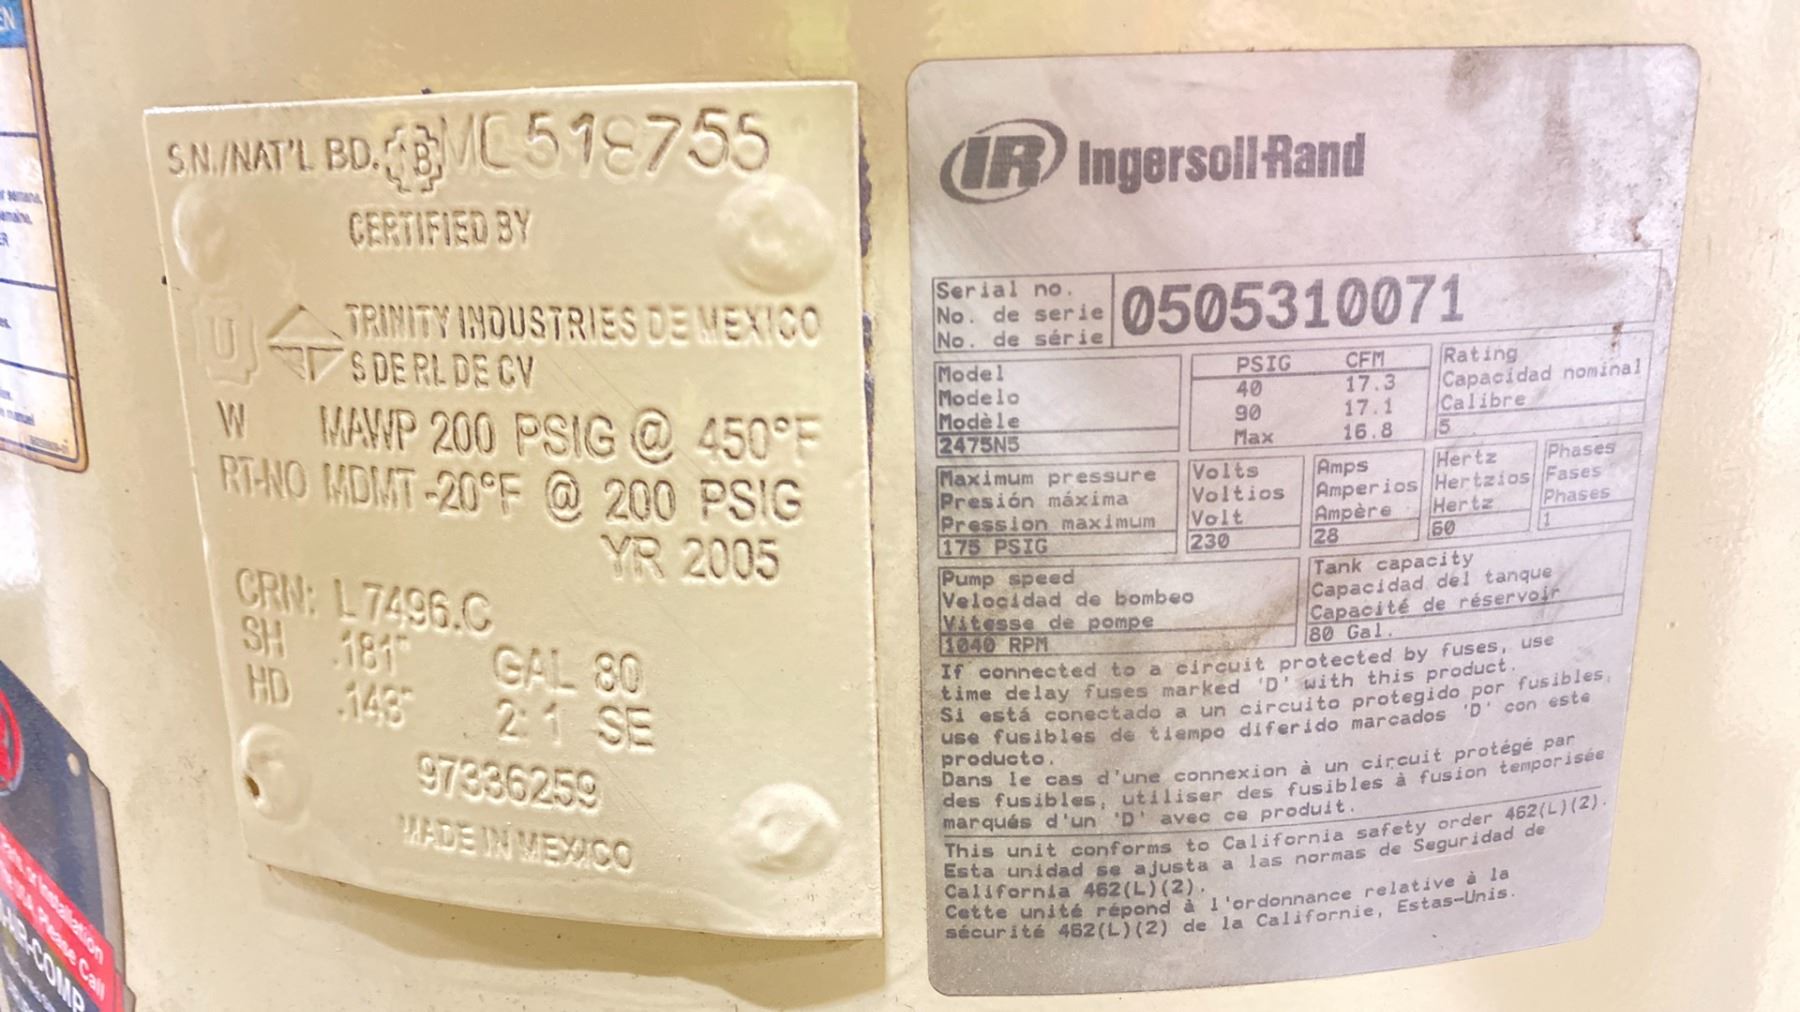 S.N./NAT'L BD. NB MC 518755
CERTIFIED BY
U
TRINITY INDUSTRIES DE MEXICO
S DE RL DE CV
W MAWP 200 PSIG @ 450°F
RT-NO MDMT -20°F @ 200 PSIG
YR 2005
CRN: L 7496.C
SH .181"
HD .148"
GAL 80
2:1 SE
97336259
MADE IN MEXICO
IR Ingersoll-Rand
Serial no.
No. de serie
No. de série
0505310071
Model
Modelo
Modèle
2475N5
PSIG CFM
40 17.3
90 17.1
Max 16.8
Rating
Capacidad nominal
Calibre
5
Maximum pressure
Presión máxima
Pression maximum
175 PSIG
Volts
Voltios
Volt
230
Amps
Amperios
Ampère
28
Hertz
Hertzios
Hertz
60
Phases
Fases
Phases
1
Pump speed
Velocidad de bombeo
Vitesse de pompe
1040 RPM
Tank capacity
Capacidad del tanque
Capacité de réservoir
80 Gal.
If connected to a circuit protected by fuses, use
time delay fuses marked 'D' with this product.
Si está conectado a un circuito protegido por fusibles,
use fusibles de tiempo diferido marcados 'D' con este
producto.
Dans le cas d'une connexion à un circuit protégé par
des fusibles, utiliser des fusibles à fusion temporisée
marqués d'un 'D' avec ce produit.
This unit conforms to California safety order 462(L)(2).
Esta unidad se ajusta a las normas de Seguridad de
California 462(L)(2).
Cette unité répond à l'ordonnance relative à la
sécurité 462(L)(2) de la Californie, Estas-Unis.
Installation
Please Call
AIR-COMP